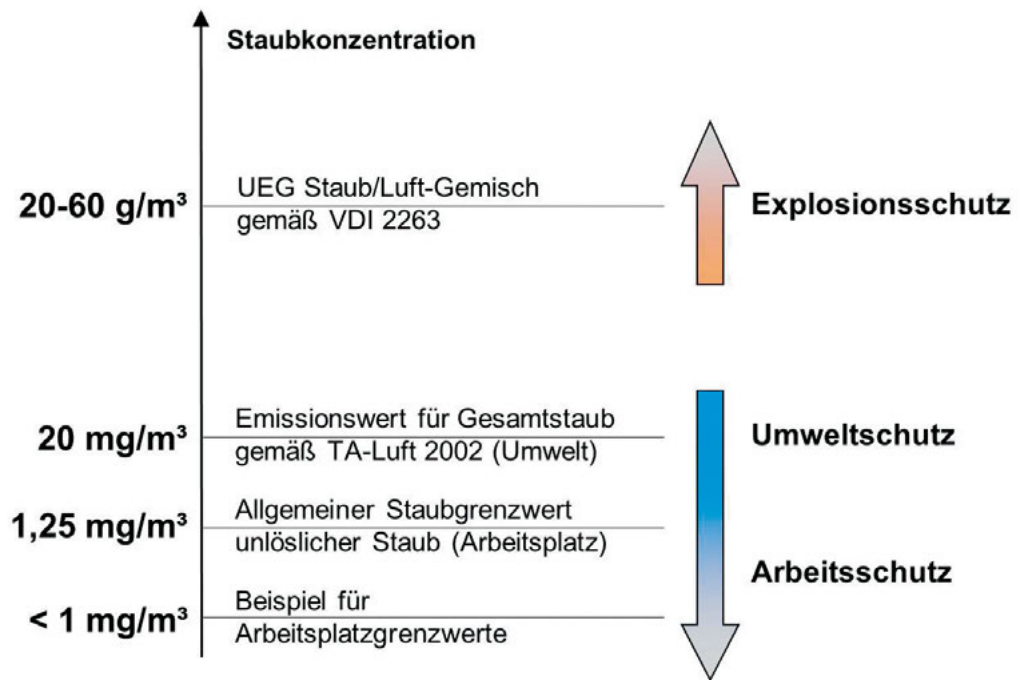 Staubkonzentration
20-60 g/m³
UEG Staub/Luft-Gemisch
gemäß VDI 2263
Explosionsschutz
20 mg/m³
Emissionswert für Gesamtstaub
gemäß TA-Luft 2002 (Umwelt)
Umweltschutz
1,25 mg/m³
Allgemeiner Staubgrenzwert
unlöslicher Staub (Arbeitsplatz)
Arbeitsschutz
< 1 mg/m³
Beispiel für
Arbeitsplatzgrenzwerte